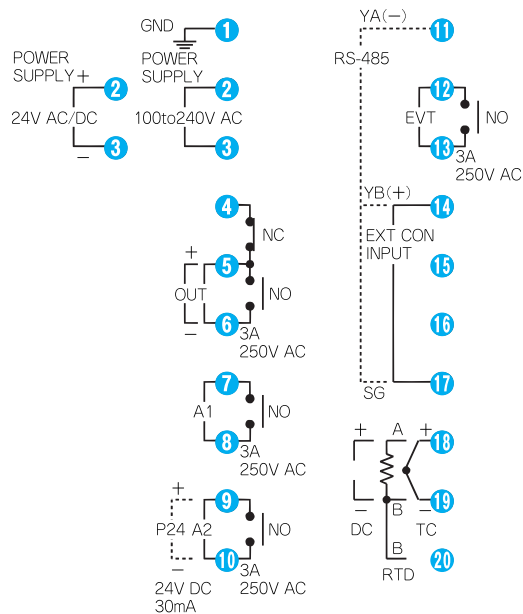 GND
1
POWER
SUPPLY +
2
24V AC/DC
−
3
POWER
SUPPLY
2
100to240V AC
3
4
NC
+
5
OUT
NO
−
6
3A
250V AC
7
A1
NO
8
3A
250V AC
+
9
P24 A2
NO
−
10
24V DC
30mA
3A
250V AC
YA(−)
11
RS-485
12
EVT
NO
13
3A
250V AC
YB(+)
14
EXT CON
INPUT
15
16
17
SG
+ A +
18
− B −
19
DC
TC
B
20
RTD